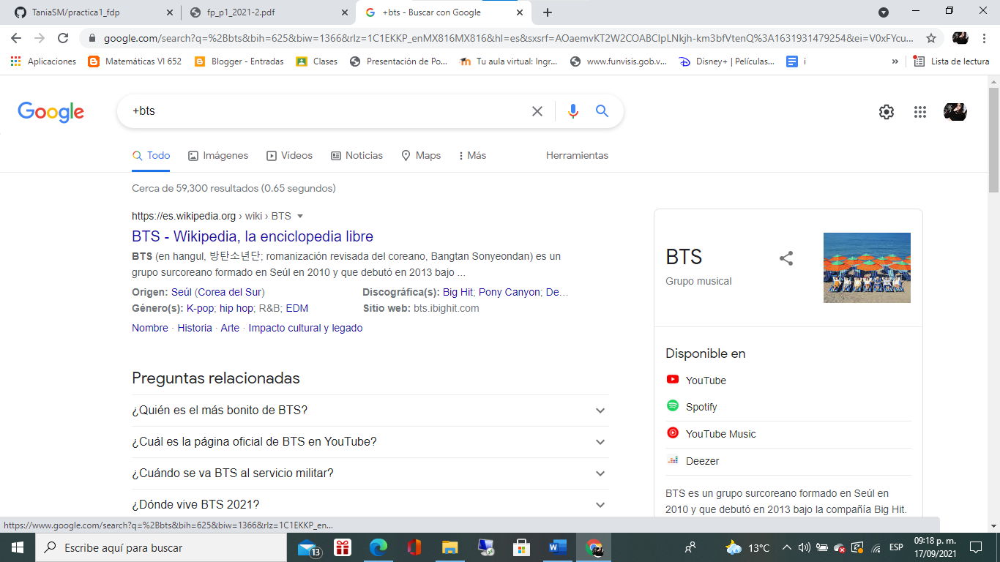 TaniaSM/practica1_fdp
fp_p1_2021-2.pdf
+bts - Buscar con Google
google.com/search?q=%2Bbts&bih=625&biw=1366&rlz=1C1EKKP_enMX816MX816&hl=es&sxsrf=AOaemvKT2W2COABClpLNkjh-km3bfVtenQ%3A1631931479254&ei=V0xFYcu...
Aplicaciones
Matemáticas VI 652
Blogger - Entradas
Clases
Presentación de Po...
Tu aula virtual: Ingr...
www.funvisis.gob.v...
Disney+ | Películas...
i
»
Lista de lectura
Google
+bts
Todo
Imágenes
Videos
Noticias
Maps
Más
Herramientas
Cerca de 59,300 resultados (0.65 segundos)
https://es.wikipedia.org › wiki › BTS
BTS - Wikipedia, la enciclopedia libre
BTS (en hangul, 방탄소년단; romanización revisada del coreano, Bangtan Sonyeondan) es un
grupo surcoreano formado en Seúl en 2010 y que debutó en 2013 bajo ...
Origen: Seúl (Corea del Sur)
Discográfica(s): Big Hit; Pony Canyon; De…
Género(s): K-pop; hip hop; R&B; EDM
Sitio web: bts.ibighit.com
Nombre · Historia · Arte · Impacto cultural y legado
Preguntas relacionadas
¿Quién es el más bonito de BTS?
¿Cuál es la página oficial de BTS en YouTube?
¿Cuándo se va BTS al servicio militar?
¿Dónde vive BTS 2021?
BTS
Grupo musical
Disponible en
YouTube
Spotify
YouTube Music
Deezer
BTS es un grupo surcoreano formado en Seúl en
2010 y que debutó en 2013 bajo la compañía Big Hit.
https://www.google.com/search?q=%2Bbts&bih=625&biw=1366&rlz=1C1EKKP_en...
Escribe aquí para buscar
13
13°C
ESP
09:18 p. m.
17/09/2021